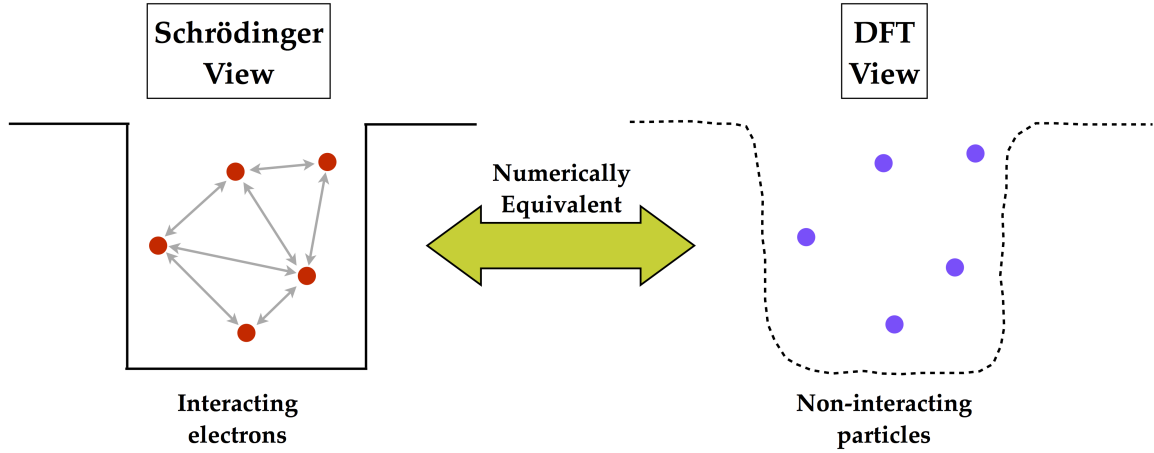 Schrödinger
View
DFT
View
Numerically
Equivalent
Interacting
electrons
Non-interacting
particles